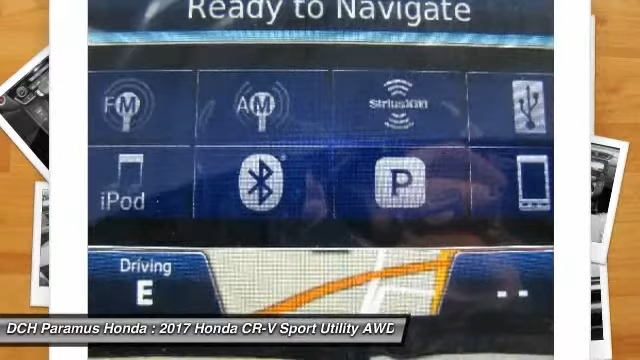 Ready to Navigate
FM AM SiriusXM
iPod P
Driving
E --
DCH Paramus Honda : 2017 Honda CR-V Sport Utility AWD